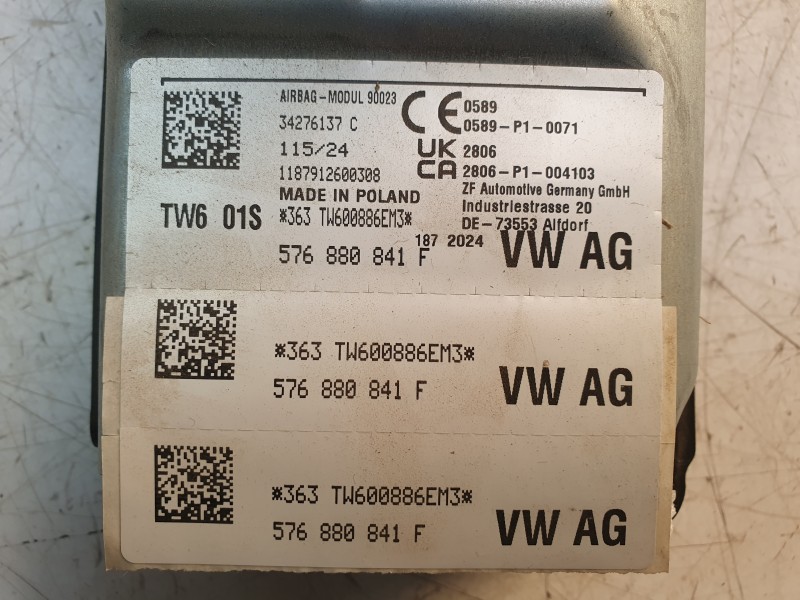 AIRBAG-MODUL 90023
34276137 C
115/24
1187912600308
MADE IN POLAND
TW6 01S
*363 TW600886EM3*
576 880 841 F
CE 0589
0589-P1-0071
UK CA 2806
2806-P1-004103
ZF Automotive Germany GmbH
Industriestrasse 20
DE-73553 Alfdorf
187 2024
VW AG
*363 TW600886EM3*
576 880 841 F
VW AG
*363 TW600886EM3*
576 880 841 F
VW AG